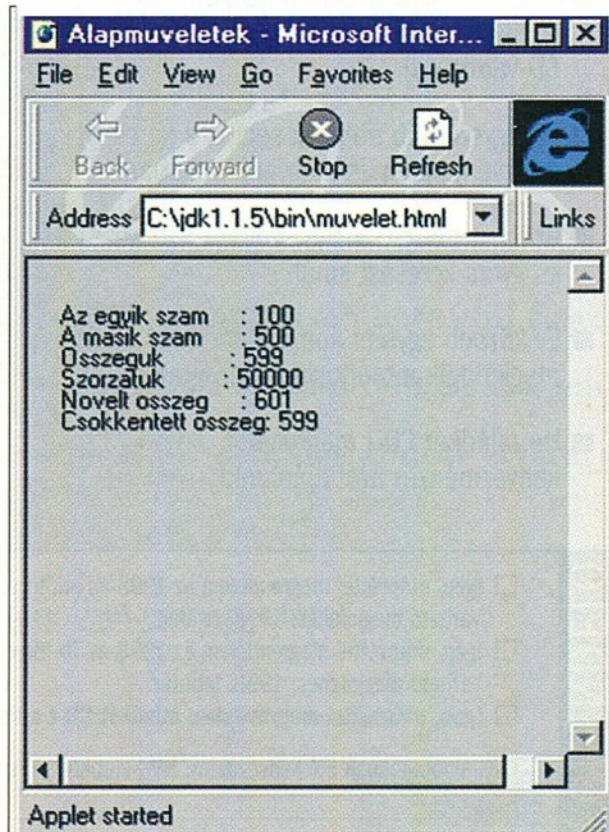 Alapmuveletek - Microsoft Inter...
File Edit View Go Favorites Help
Back Forward Stop Refresh
Address C:\jdk1.1.5\bin\muvelet.html Links
Az egyik szam : 100
A masik szam : 500
Osszeguk : 599
Szorzatuk : 50000
Novelt osszeg : 601
Csokkentett osszeg: 599
Applet started